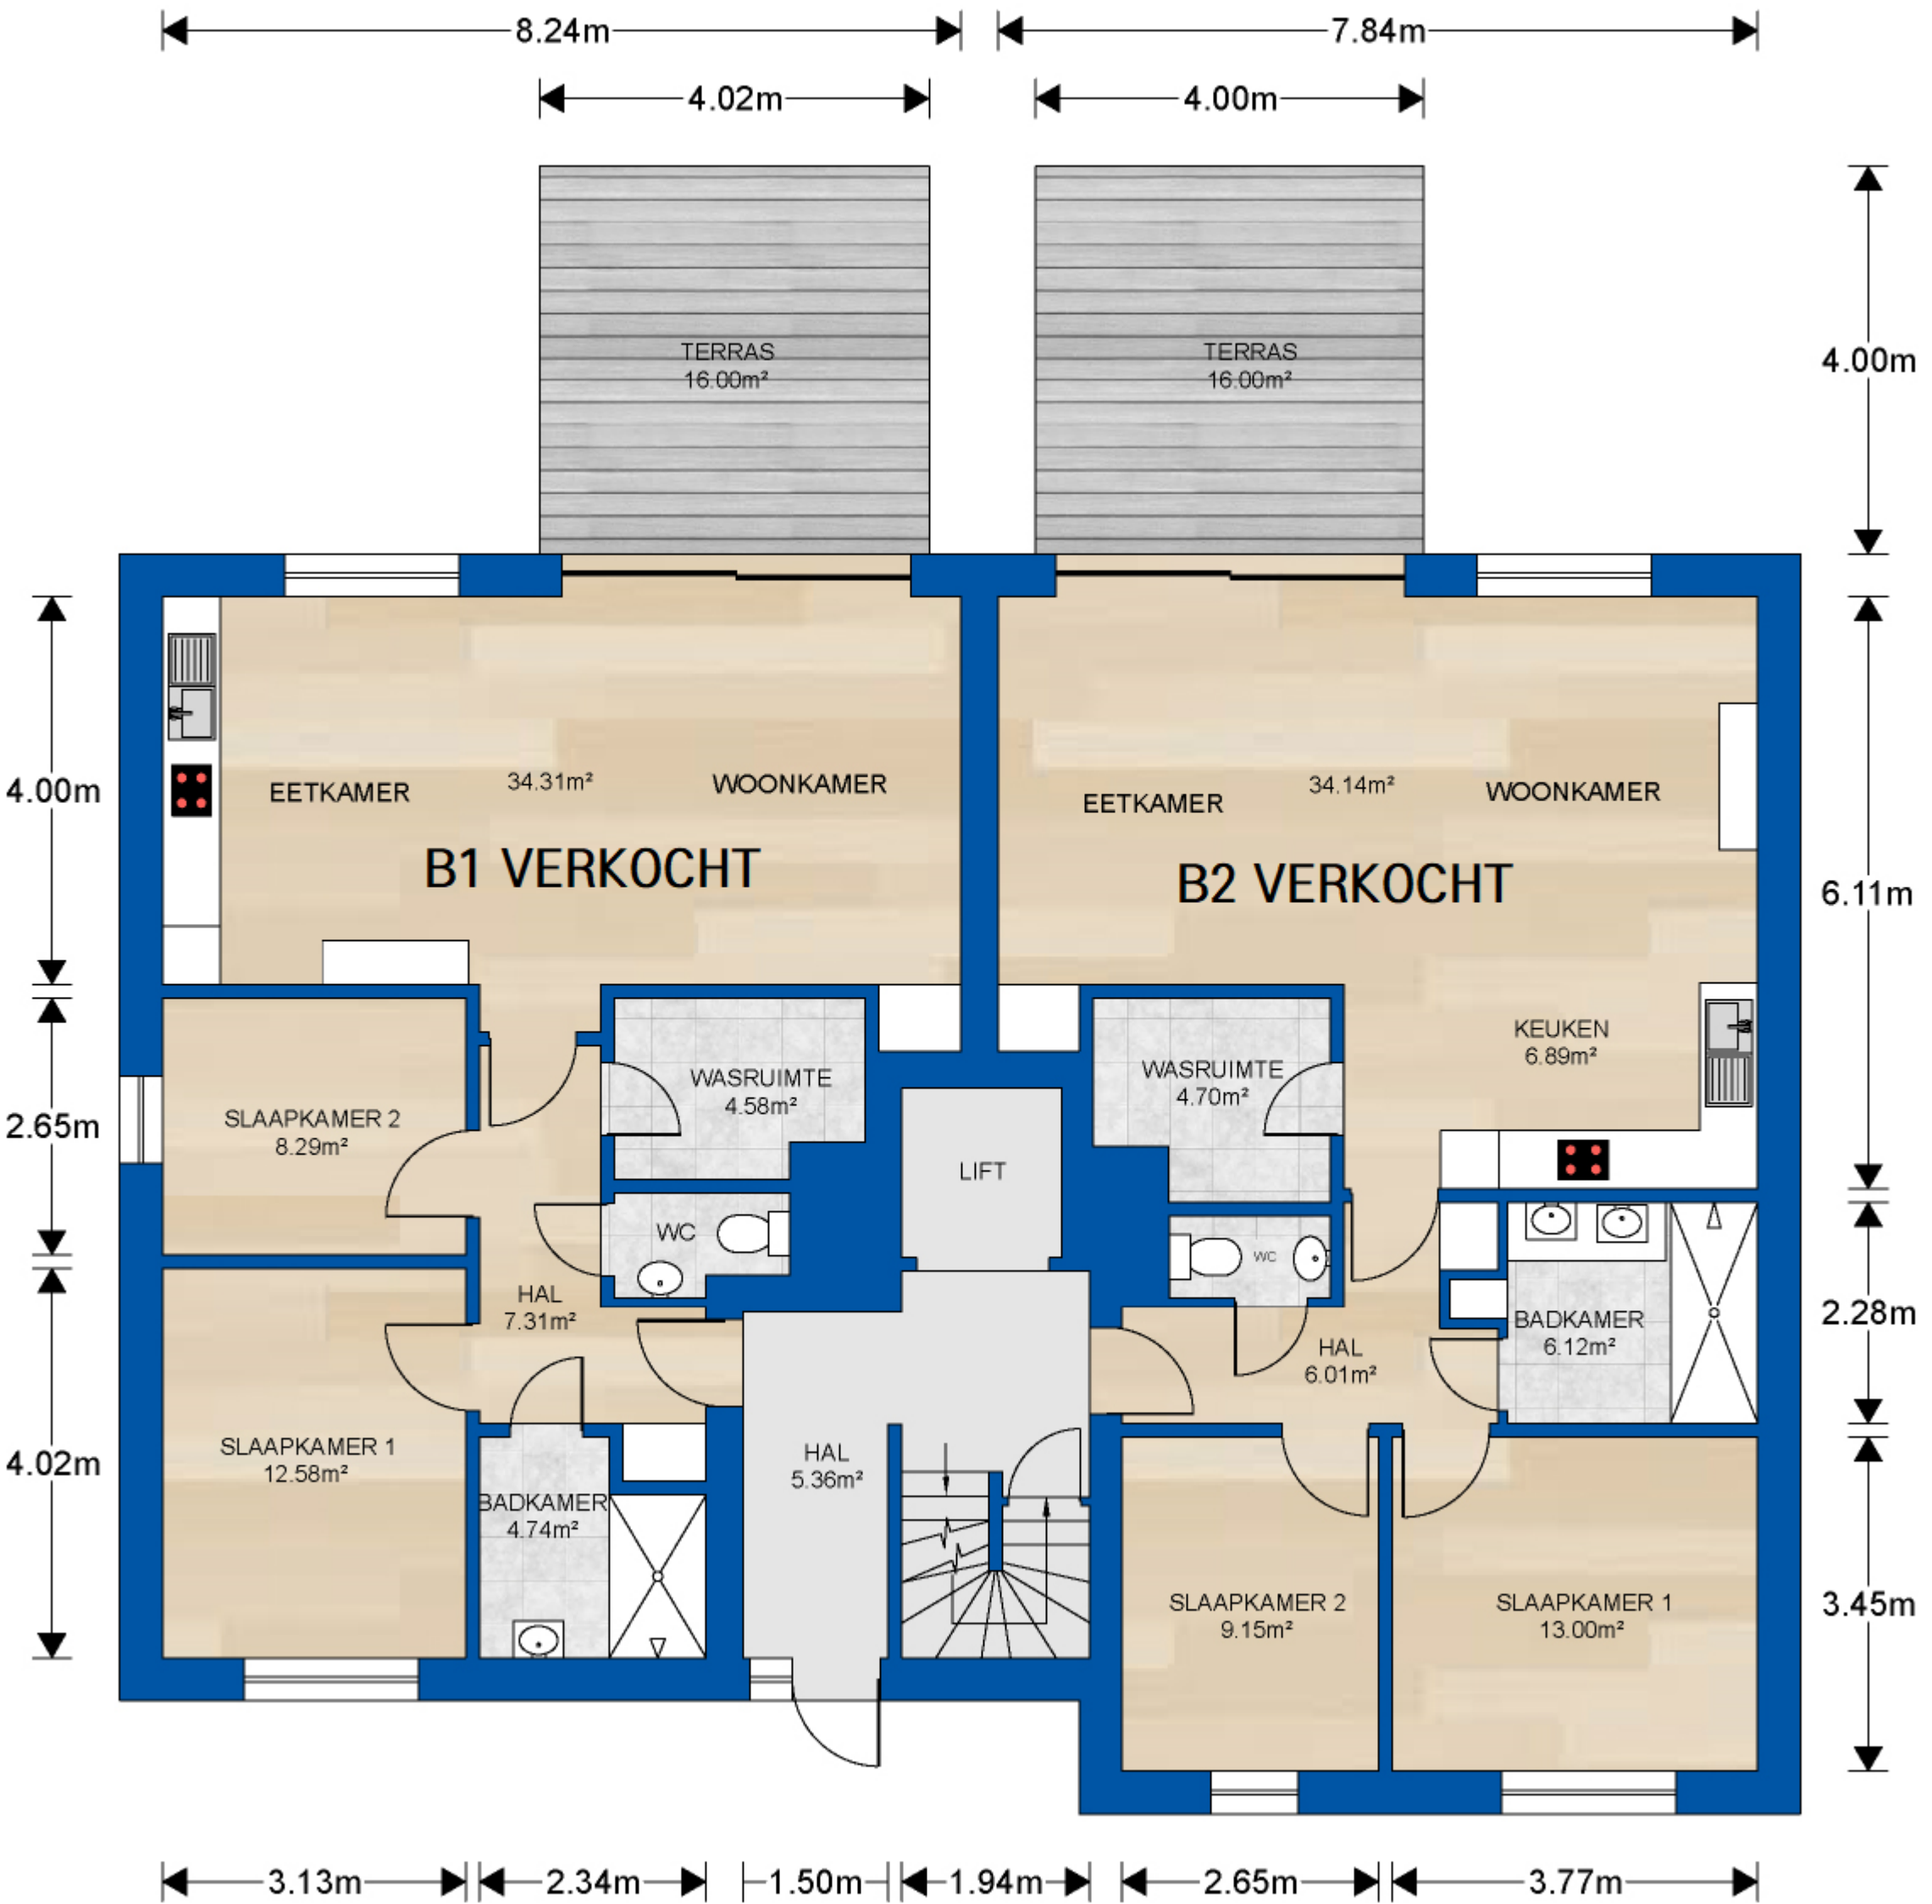 8.24m
7.84m
4.02m
4.00m
TERRAS
16.00m²
TERRAS
16.00m²
4.00m
4.00m
EETKAMER
34.31m²
WOONKAMER
B1 VERKOCHT
EETKAMER
34.14m²
WOONKAMER
B2 VERKOCHT
6.11m
KEUKEN
6.89m²
2.65m
SLAAPKAMER 2
8.29m²
WASRUIMTE
4.58m²
WASRUIMTE
4.70m²
LIFT
WC
WC
HAL
7.31m²
HAL
6.01m²
BADKAMER
6.12m²
2.28m
4.02m
SLAAPKAMER 1
12.58m²
BADKAMER
4.74m²
HAL
5.36m²
SLAAPKAMER 2
9.15m²
SLAAPKAMER 1
13.00m²
3.45m
3.13m
2.34m
1.50m
1.94m
2.65m
3.77m